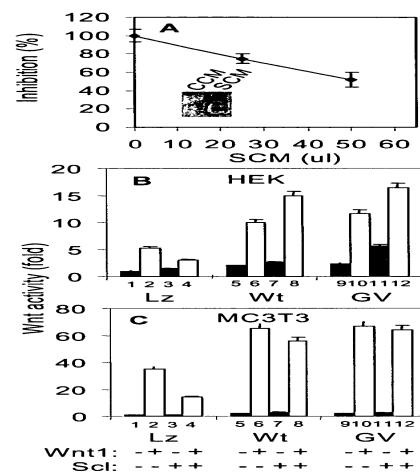 A
Inhibition (%)
120
100
80
60
40
20
0
CCM
SCM
0 10 20 30 40 50 60
SCM (ul)
Wnt activity (fold)
B HEK
20
15
10
5
0
1 2 3 4 5 6 7 8 9 10 11 12
Lz Wt GV
C MC3T3
80
60
40
20
0
1 2 3 4 5 6 7 8 9 10 11 12
Lz Wt GV
Wnt1: - + - + - + - + - + - +
Scl: - - + + - - + + - - + +